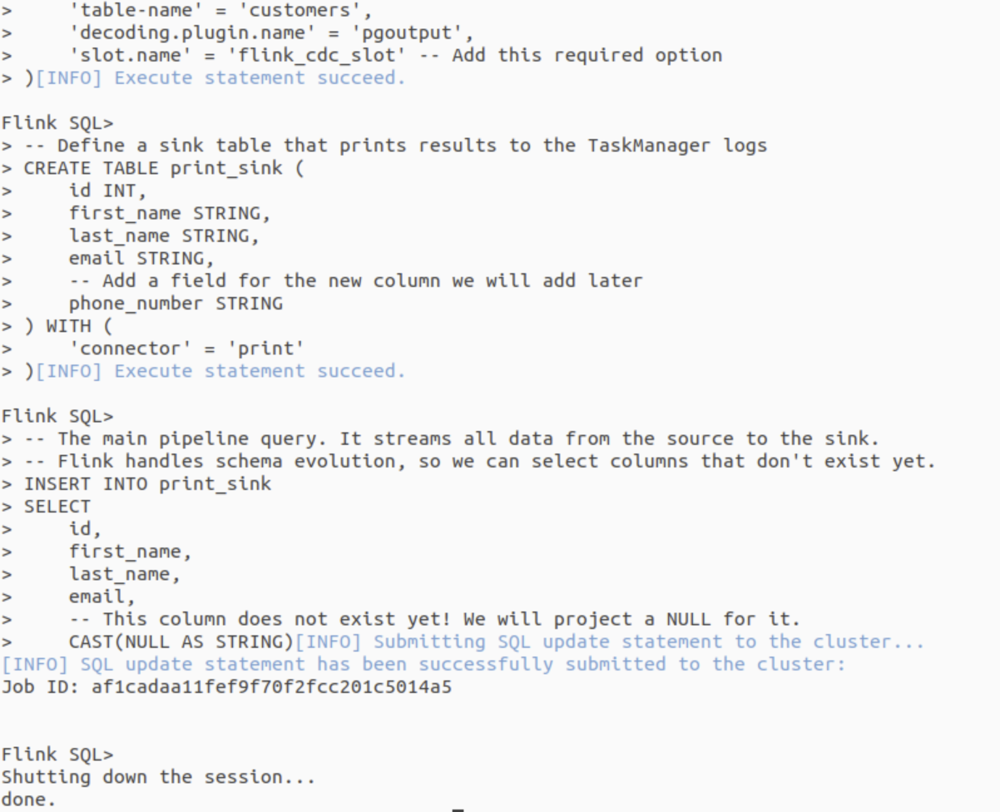 >     'table-name' = 'customers',
>     'decoding.plugin.name' = 'pgoutput',
>     'slot.name' = 'flink_cdc_slot' -- Add this required option
> )[INFO] Execute statement succeed.

Flink SQL>
> -- Define a sink table that prints results to the TaskManager logs
> CREATE TABLE print_sink (
>     id INT,
>     first_name STRING,
>     last_name STRING,
>     email STRING,
>     -- Add a field for the new column we will add later
>     phone_number STRING
> ) WITH (
>     'connector' = 'print'
> )[INFO] Execute statement succeed.

Flink SQL>
> -- The main pipeline query. It streams all data from the source to the sink.
> -- Flink handles schema evolution, so we can select columns that don't exist yet.
> INSERT INTO print_sink
> SELECT
>     id,
>     first_name,
>     last_name,
>     email,
>     -- This column does not exist yet! We will project a NULL for it.
>     CAST(NULL AS STRING)[INFO] Submitting SQL update statement to the cluster...
[INFO] SQL update statement has been successfully submitted to the cluster:
Job ID: af1cadaa11fef9f70f2fcc201c5014a5


Flink SQL>
Shutting down the session...
done.